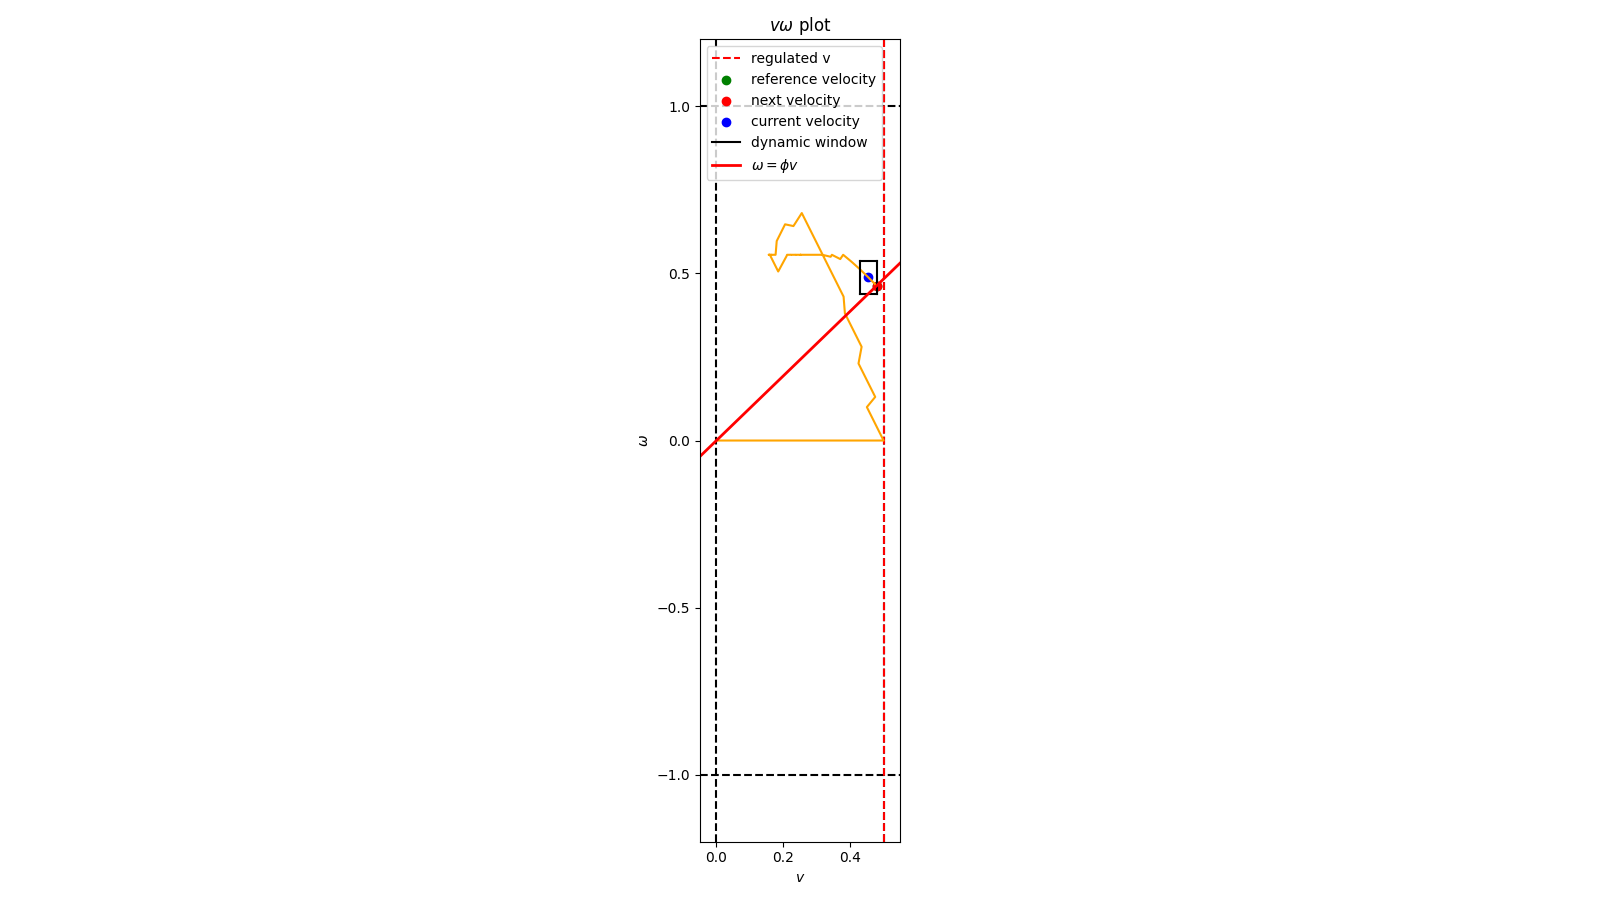 vω plot
regulated v
reference velocity
next velocity
current velocity
dynamic window
ω = ϕv
1.0
0.5
0.0
−0.5
−1.0
ω
0.0 0.2 0.4
v